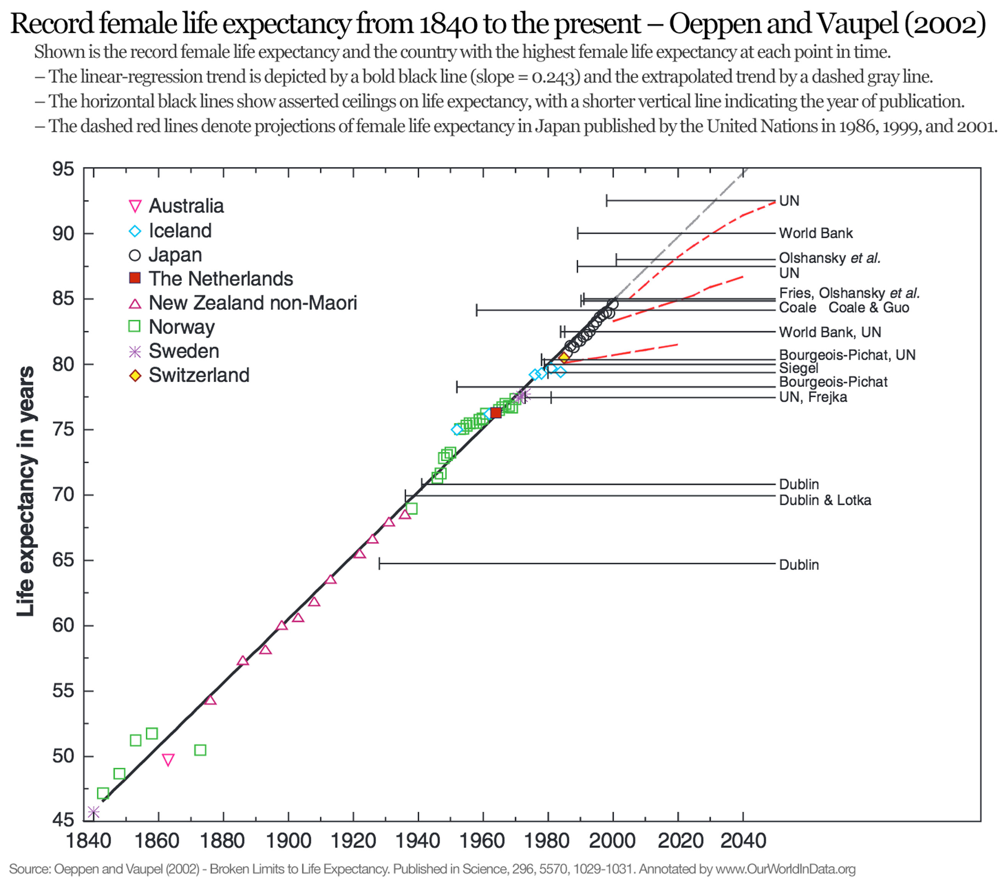 Record female life expectancy from 1840 to the present – Oeppen and Vaupel (2002)
Shown is the record female life expectancy and the country with the highest female life expectancy at each point in time.
– The linear-regression trend is depicted by a bold black line (slope = 0.243) and the extrapolated trend by a dashed gray line.
– The horizontal black lines show asserted ceilings on life expectancy, with a shorter vertical line indicating the year of publication.
– The dashed red lines denote projections of female life expectancy in Japan published by the United Nations in 1986, 1999, and 2001.
Life expectancy in years
95
90
85
80
75
70
65
60
55
50
45
Australia
Iceland
Japan
The Netherlands
New Zealand non-Maori
Norway
Sweden
Switzerland
UN
World Bank
Olshansky et al.
UN
Fries, Olshansky et al.
Coale Coale & Guo
World Bank, UN
Bourgeois-Pichat, UN
Siegel
Bourgeois-Pichat
UN, Frejka
Dublin
Dublin & Lotka
Dublin
1840 1860 1880 1900 1920 1940 1960 1980 2000 2020 2040
Source: Oeppen and Vaupel (2002) - Broken Limits to Life Expectancy. Published in Science, 296, 5570, 1029-1031. Annotated by www.OurWorldInData.org